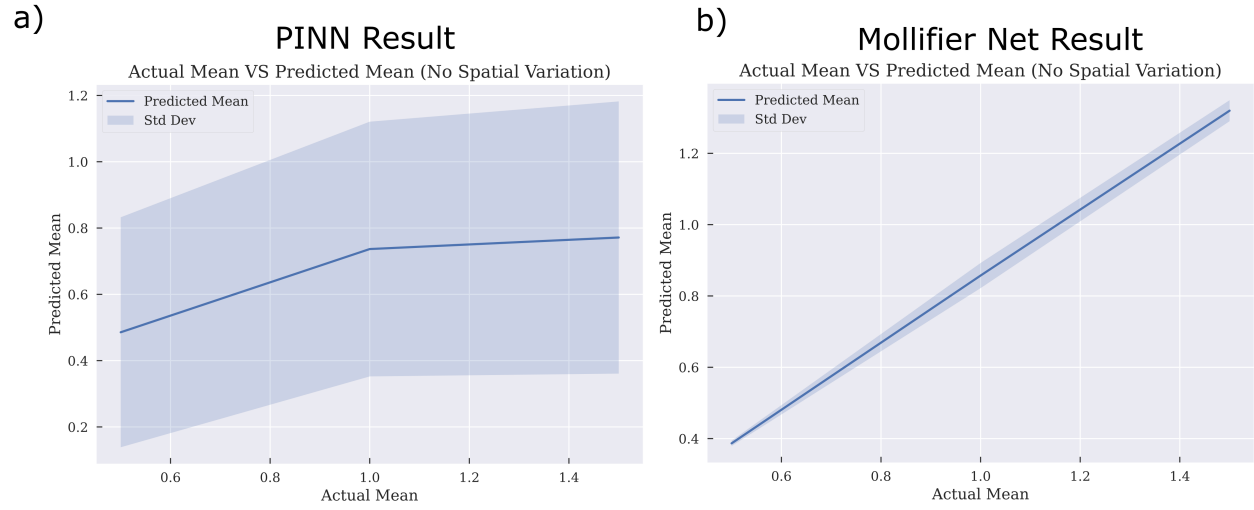 a)
PINN Result
Actual Mean VS Predicted Mean (No Spatial Variation)
Predicted Mean
Std Dev
1.2
1.0
0.8
0.6
0.4
0.2
Predicted Mean
0.6 0.8 1.0 1.2 1.4
Actual Mean
b)
Mollifier Net Result
Actual Mean VS Predicted Mean (No Spatial Variation)
Predicted Mean
Std Dev
1.2
1.0
0.8
0.6
0.4
Predicted Mean
0.6 0.8 1.0 1.2 1.4
Actual Mean